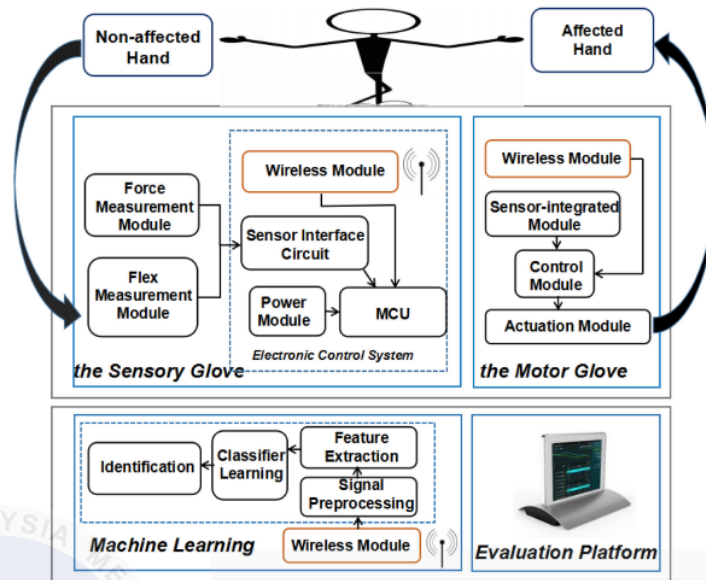 Non-affected
Hand
Affected
Hand
Wireless Module
Force
Measurement
Module
Sensor Interface
Circuit
Flex
Measurement
Module
Power
Module
MCU
Electronic Control System
the Sensory Glove
Wireless Module
Sensor-integrated
Module
Control
Module
Actuation Module
the Motor Glove
Feature
Extraction
Classifier
Learning
Identification
Signal
Preprocessing
Machine Learning
Wireless Module
Evaluation Platform